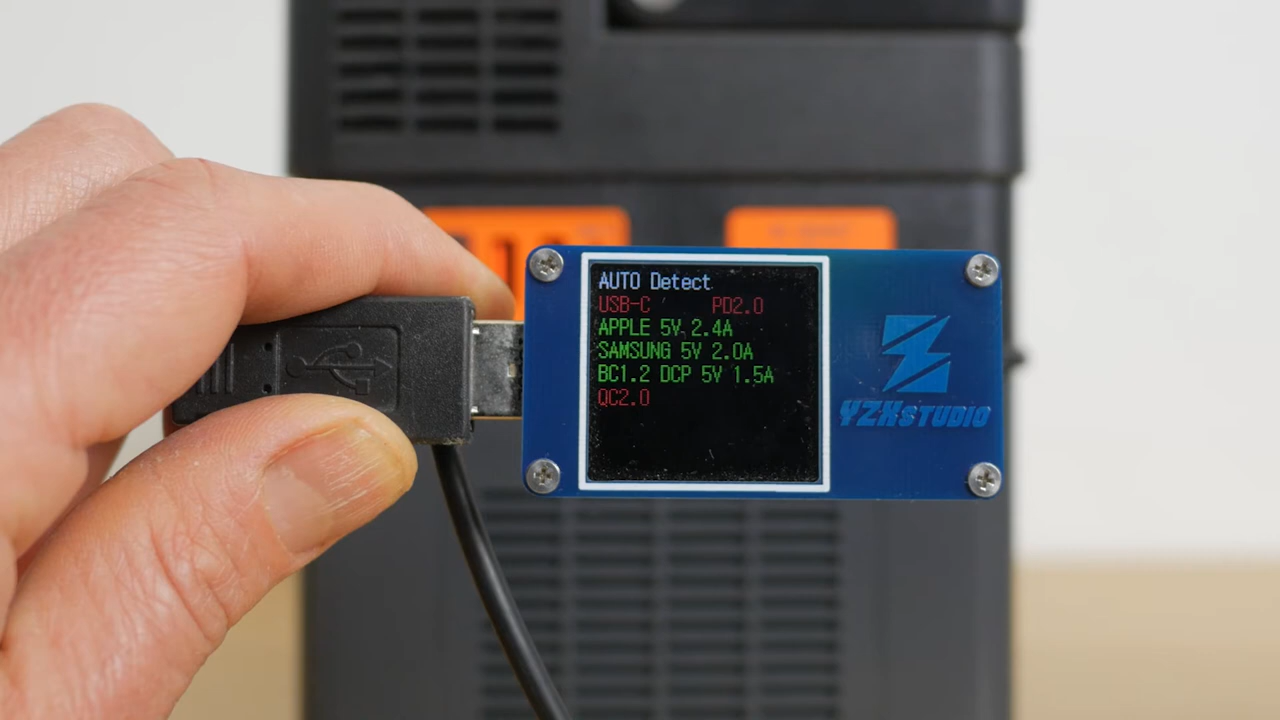 AUTO Detect
USB-C PD2.0
APPLE 5V 2.4A
SAMSUNG 5V 2.0A
BC1.2 DCP 5V 1.5A
QC2.0
YZXSTUDIO